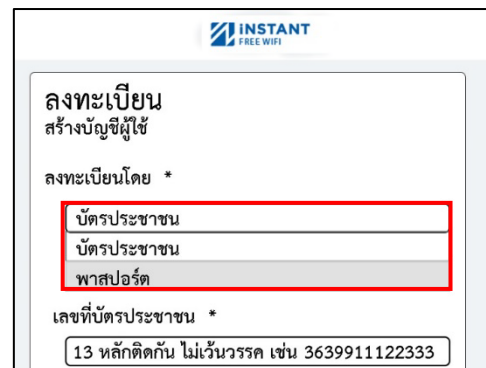 INSTANT
FREE WIFI
ลงทะเบียน
สร้างบัญชีผู้ใช้
ลงทะเบียนโดย *
บัตรประชาชน
บัตรประชาชน
พาสปอร์ต
เลขที่บัตรประชาชน *
13 หลักติดกัน ไม่เว้นวรรค เช่น 3639911122333